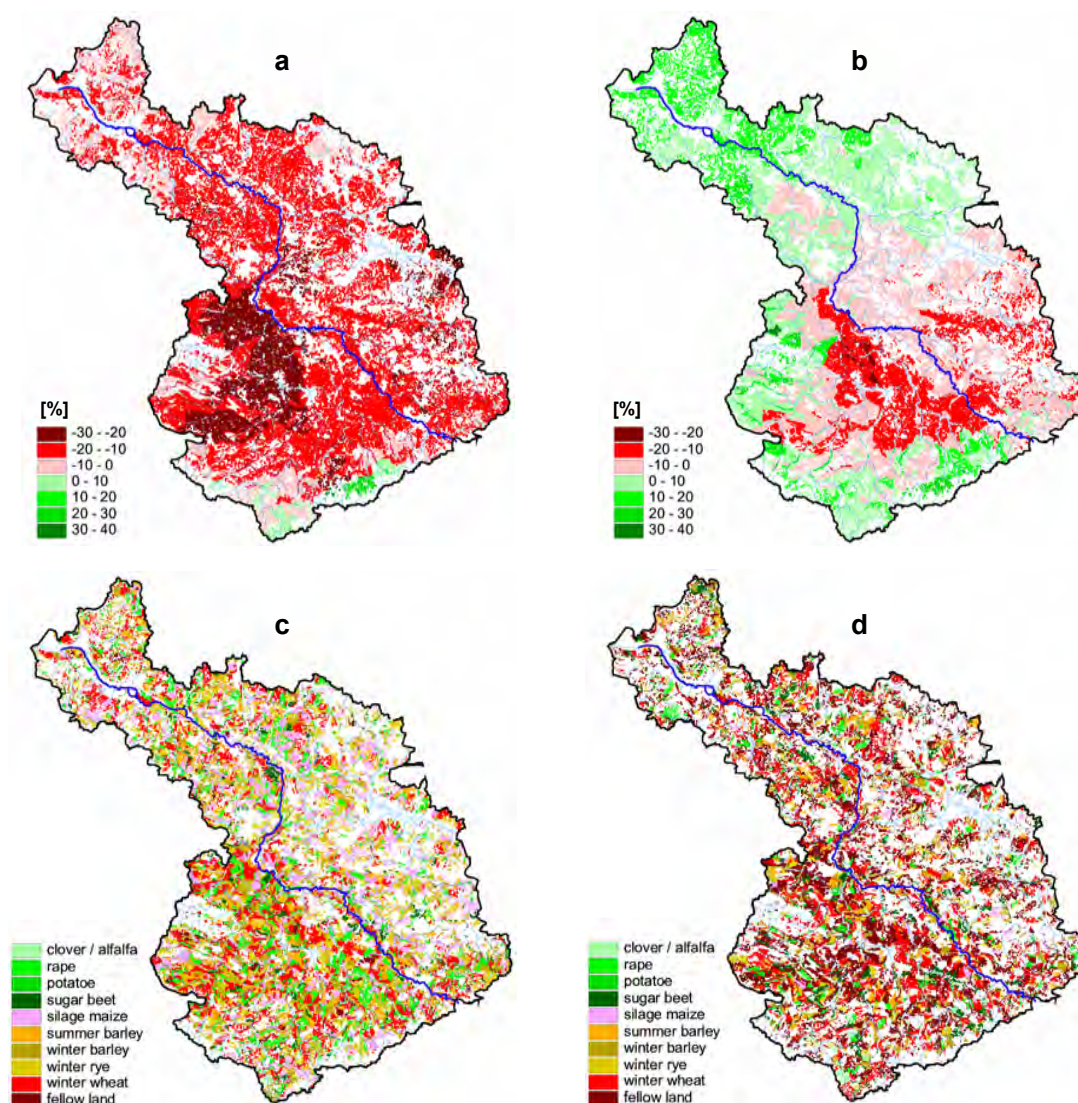 a
[%]
-30 - -20
-20 - -10
-10 - 0
0 - 10
10 - 20
20 - 30
30 - 40
b
[%]
-30 - -20
-20 - -10
-10 - 0
0 - 10
10 - 20
20 - 30
30 - 40
c
clover / alfalfa
rape
potatoe
sugar beet
silage maize
summer barley
winter barley
winter rye
winter wheat
fellow land
d
clover / alfalfa
rape
potatoe
sugar beet
silage maize
summer barley
winter barley
winter rye
winter wheat
fellow land